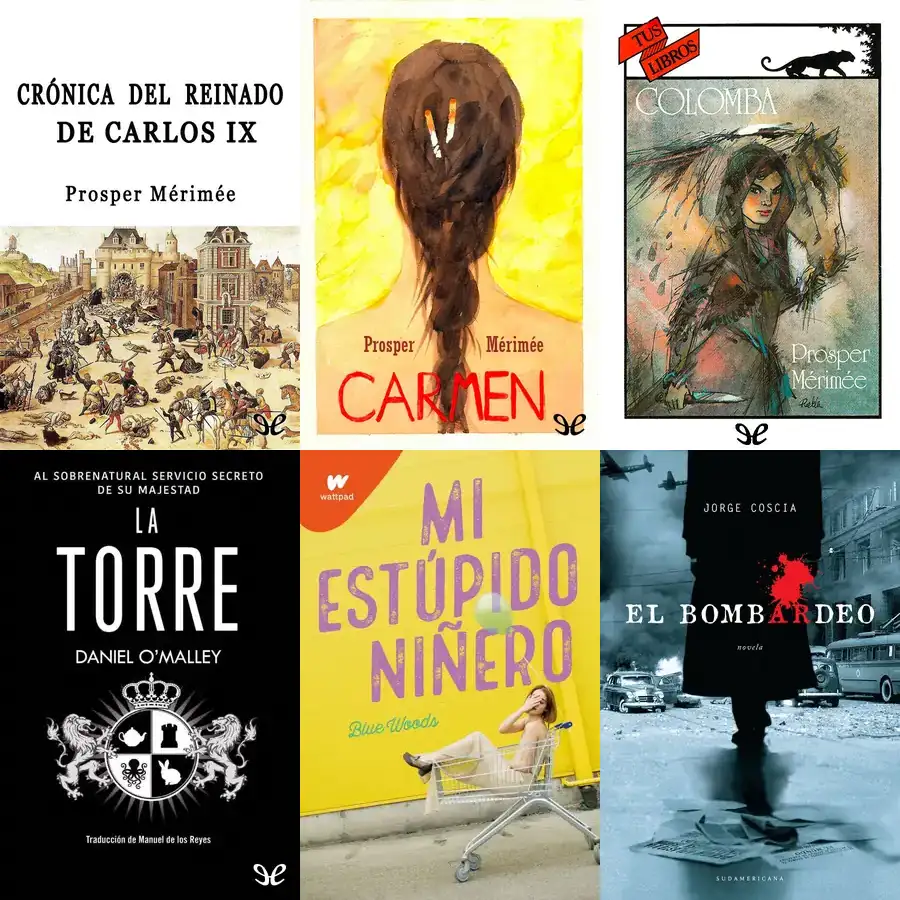 CRÓNICA DEL REINADO
DE CARLOS IX
Prosper Mérimée
Prosper Mérimée
CARMEN
TUS
LIBROS
COLOMBA
Prosper
Mérimée
AL SOBRENATURAL SERVICIO SECRETO
DE SU MAJESTAD
LA
TORRE
DANIEL O'MALLEY
Traducción de Manuel de los Reyes
wattpad
MI
ESTÚPIDO
NIÑERO
Blue Woods
JORGE COSCIA
EL BOMBARDEO
novela
SUDAMERICANA